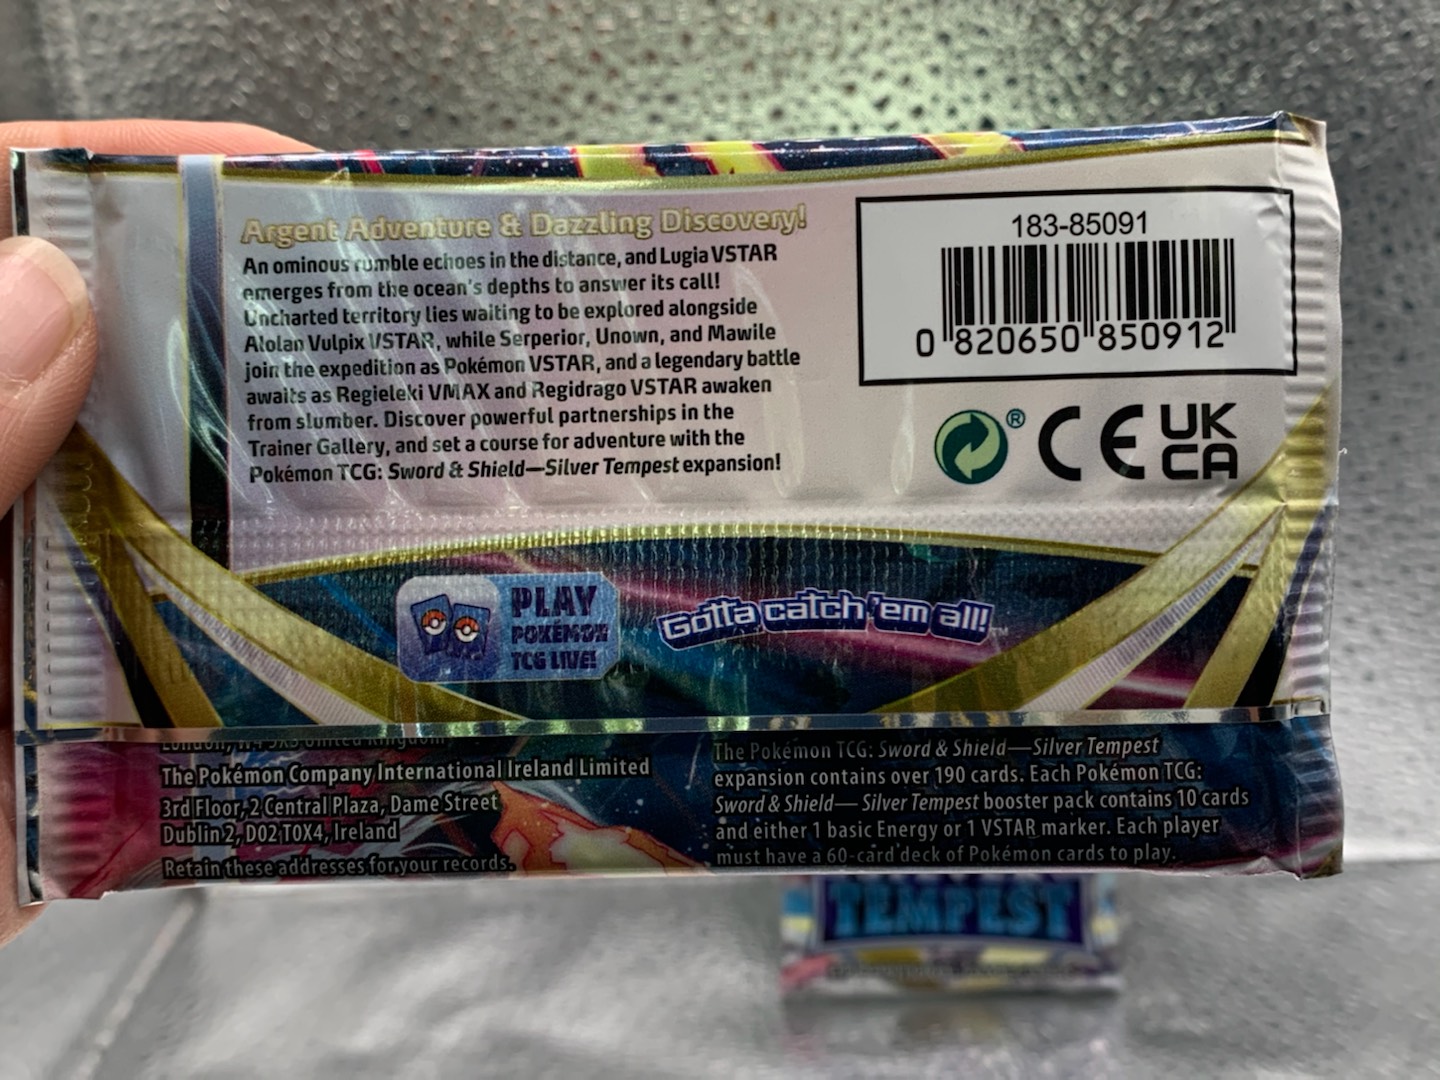 Argent Adventure & Dazzling Discovery!
An ominous rumble echoes in the distance, and Lugia VSTAR
emerges from the ocean's depths to answer its call!
Uncharted territory lies waiting to be explored alongside
Alolan Vulpix VSTAR, while Serperior, Unown, and Mawile
join the expedition as Pokémon VSTAR, and a legendary battle
awaits as Regieleki VMAX and Regidrago VSTAR awaken
from slumber. Discover powerful partnerships in the
Trainer Gallery, and set a course for adventure with the
Pokémon TCG: Sword & Shield—Silver Tempest expansion!
183-85091
0 820650 850912
® CE UK
CA
PLAY
POKÉMON
TCG LIVE!
Gotta catch 'em all!™
London, W4 5XS United Kingdom
The Pokémon Company International Ireland Limited
3rd Floor, 2 Central Plaza, Dame Street
Dublin 2, D02 T0X4, Ireland
Retain these addresses for your records.
The Pokémon TCG: Sword & Shield—Silver Tempest
expansion contains over 190 cards. Each Pokémon TCG:
Sword & Shield— Silver Tempest booster pack contains 10 cards
and either 1 basic Energy or 1 VSTAR marker. Each player
must have a 60-card deck of Pokémon cards to play.
TEMPEST